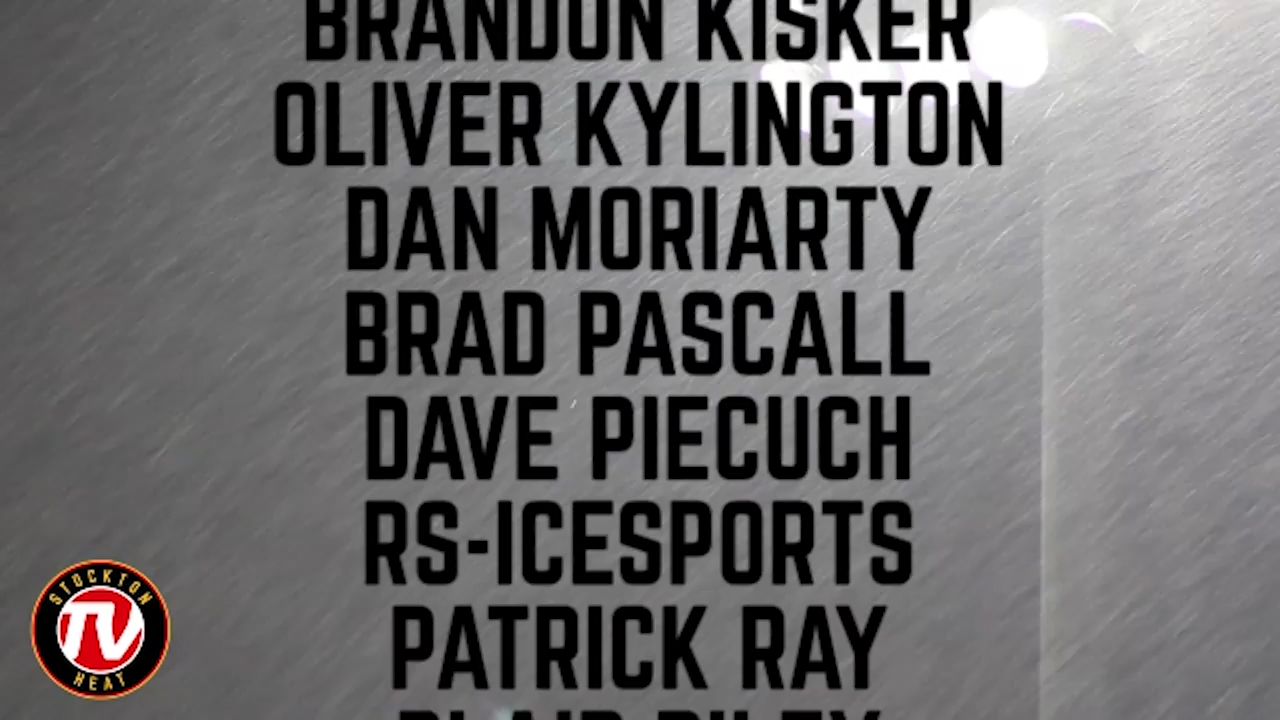 BRANDON KISKER
OLIVER KYLINGTON
DAN MORIARTY
BRAD PASCALL
DAVE PIECUCH
RS-ICESPORTS
PATRICK RAY
STOCKTON
TV
HEAT